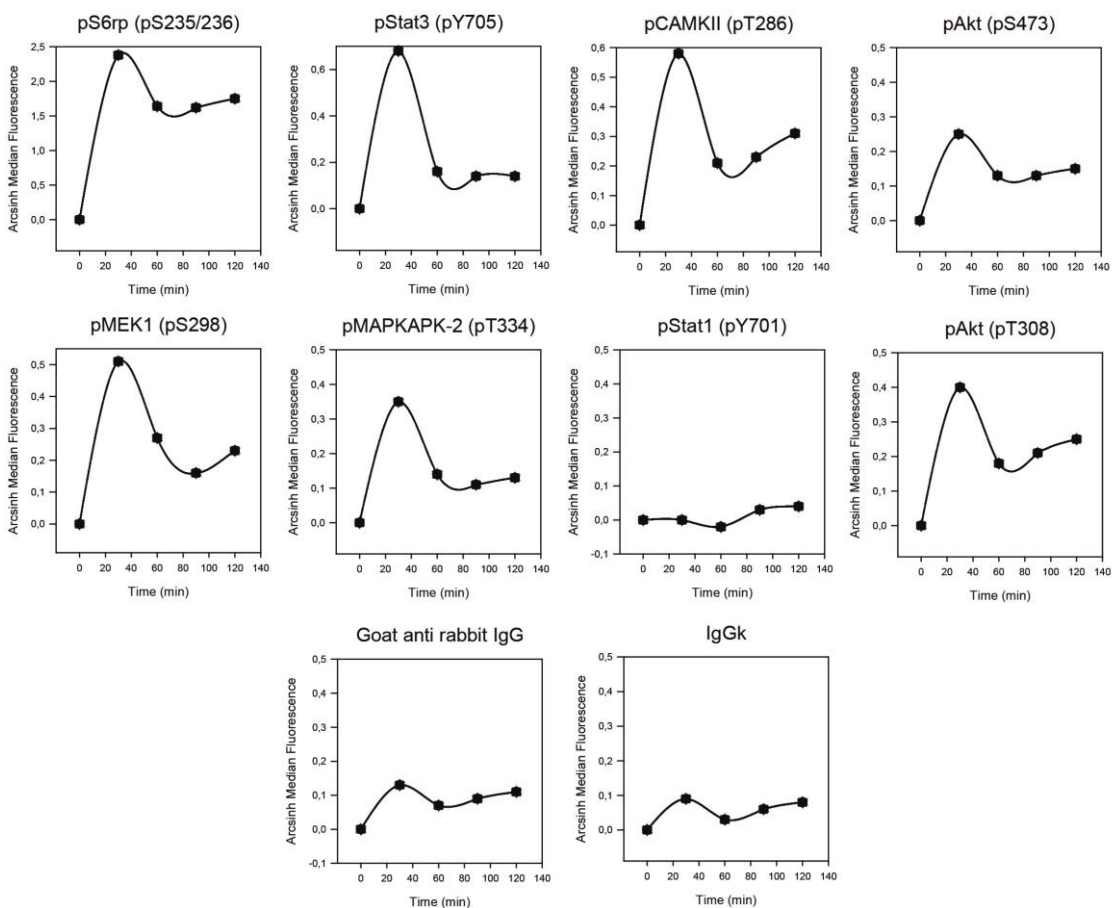 pS6rp (pS235/236)
Arcsinh Median Fluorescence
2,5
2,0
1,5
1,0
0,5
0,0
0 20 40 60 80 100 120 140
Time (min)
pStat3 (pY705)
Arcsinh Median Fluorescence
0,6
0,4
0,2
0,0
0 20 40 60 80 100 120 140
Time (min)
pCAMKII (pT286)
Arcsinh Median Fluorescence
0,6
0,5
0,4
0,3
0,2
0,1
0,0
0 20 40 60 80 100 120 140
Time (min)
pAkt (pS473)
Arcsinh Median Fluorescence
0,5
0,4
0,3
0,2
0,1
0,0
0 20 40 60 80 100 120 140
Time (min)
pMEK1 (pS298)
Arcsinh Median Fluorescence
0,5
0,4
0,3
0,2
0,1
0,0
0 20 40 60 80 100 120 140
Time (min)
pMAPKAPK-2 (pT334)
Arcsinh Median Fluorescence
0,5
0,4
0,3
0,2
0,1
0,0
0 20 40 60 80 100 120 140
Time (min)
pStat1 (pY701)
Arcsinh Median Fluorescence
0,5
0,4
0,3
0,2
0,1
0,0
-0,1
0 20 40 60 80 100 120 140
Time (min)
pAkt (pT308)
Arcsinh Median Fluorescence
0,5
0,4
0,3
0,2
0,1
0,0
0 20 40 60 80 100 120 140
Time (min)
Goat anti rabbit IgG
Arcsinh Median Fluorescence
0,5
0,4
0,3
0,2
0,1
0,0
-0,1
0 20 40 60 80 100 120 140
Time (min)
IgGk
Arcsinh Median Fluorescence
0,5
0,4
0,3
0,2
0,1
0,0
0 20 40 60 80 100 120 140
Time (min)